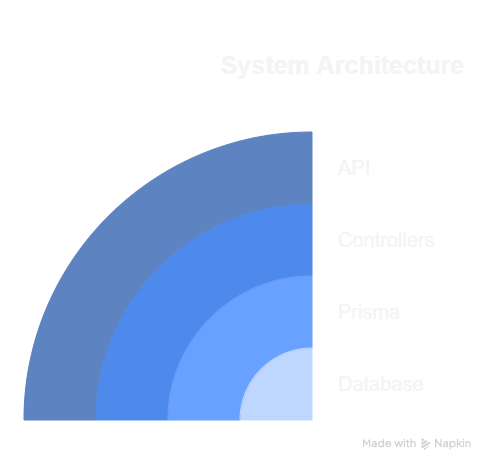 System Architecture
API
Controllers
Prisma
Database
Made with Napkin